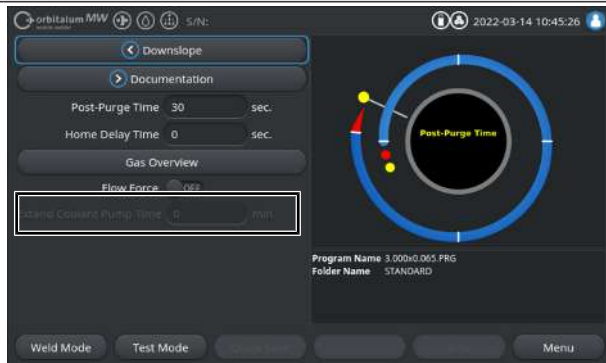 orbitalum MW S/N: 2022-03-14 10:45:26
Downslope
Documentation
Post-Purge Time 30 sec.
Home Delay Time 0 sec.
Gas Overview
Flow Force OFF
Extend Coolant Pump Time 0 min
Post-Purge Time
Program Name 3.000x0.065.PRG
Folder Name STANDARD
Weld Mode Test Mode Menu